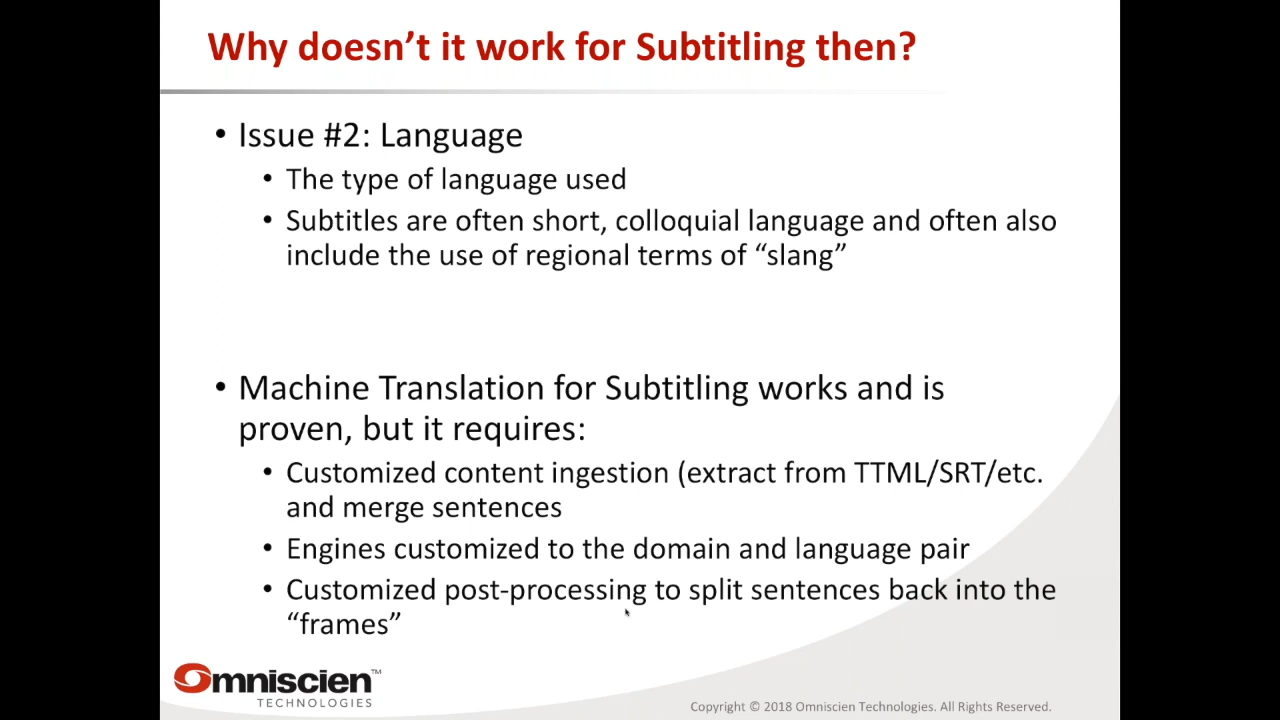 Why doesn’t it work for Subtitling then?
• Issue #2: Language
• The type of language used
• Subtitles are often short, colloquial language and often also
include the use of regional terms of “slang”
• Machine Translation for Subtitling works and is
proven, but it requires:
• Customized content ingestion (extract from TTML/SRT/etc.
and merge sentences
• Engines customized to the domain and language pair
• Customized post-processing to split sentences back into the
“frames”
Omniscien™
TECHNOLOGIES
Copyright © 2018 Omniscien Technologies. All Rights Reserved.